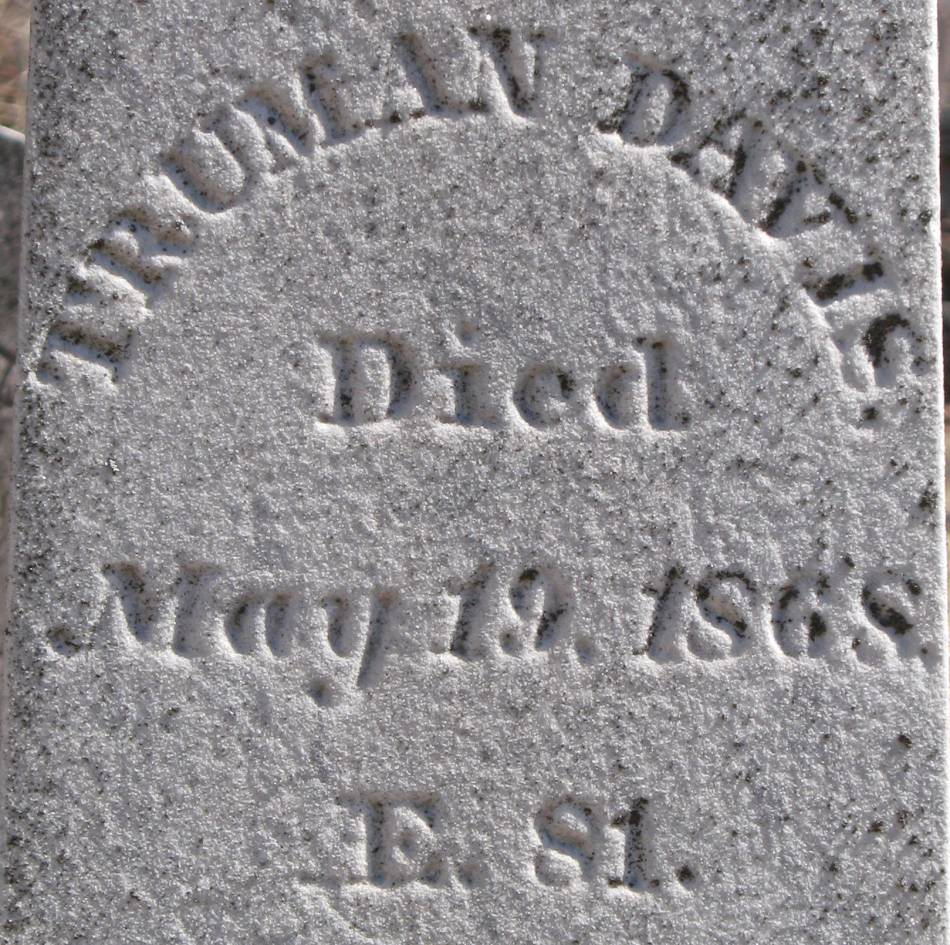 TRUMAN DAVIS
Died
May 19, 1868.
Æ. 81.